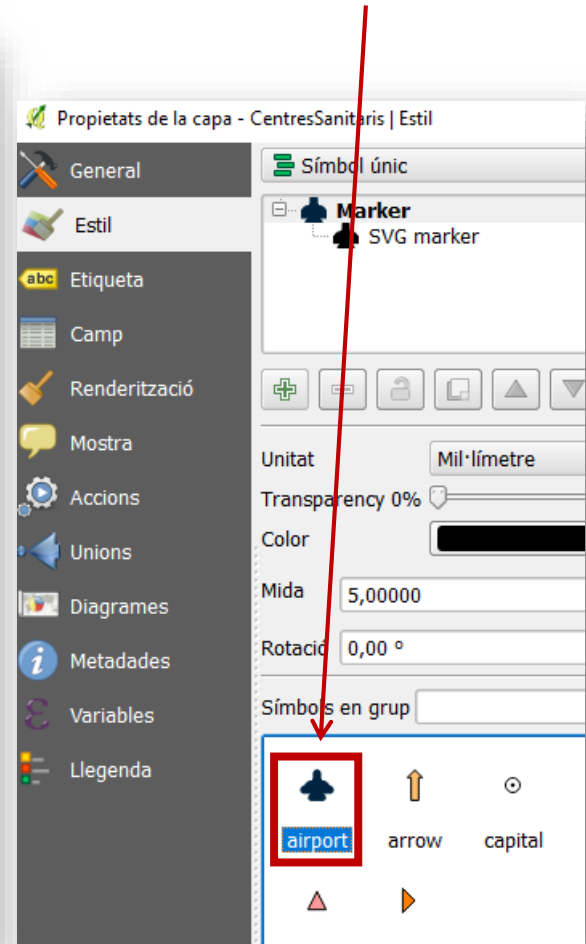 Propietats de la capa - CentresSanitaris | Estil
General
Estil
abc Etiqueta
Camp
Renderització
Mostra
Accions
Unions
Diagrames
Metadades
Variables
Llegenda
Símbol únic
Marker
SVG marker
Unitat Mil·límetre
Transparency 0%
Color
Mida 5,00000
Rotació 0,00 º
Símbols en grup
airport arrow capital